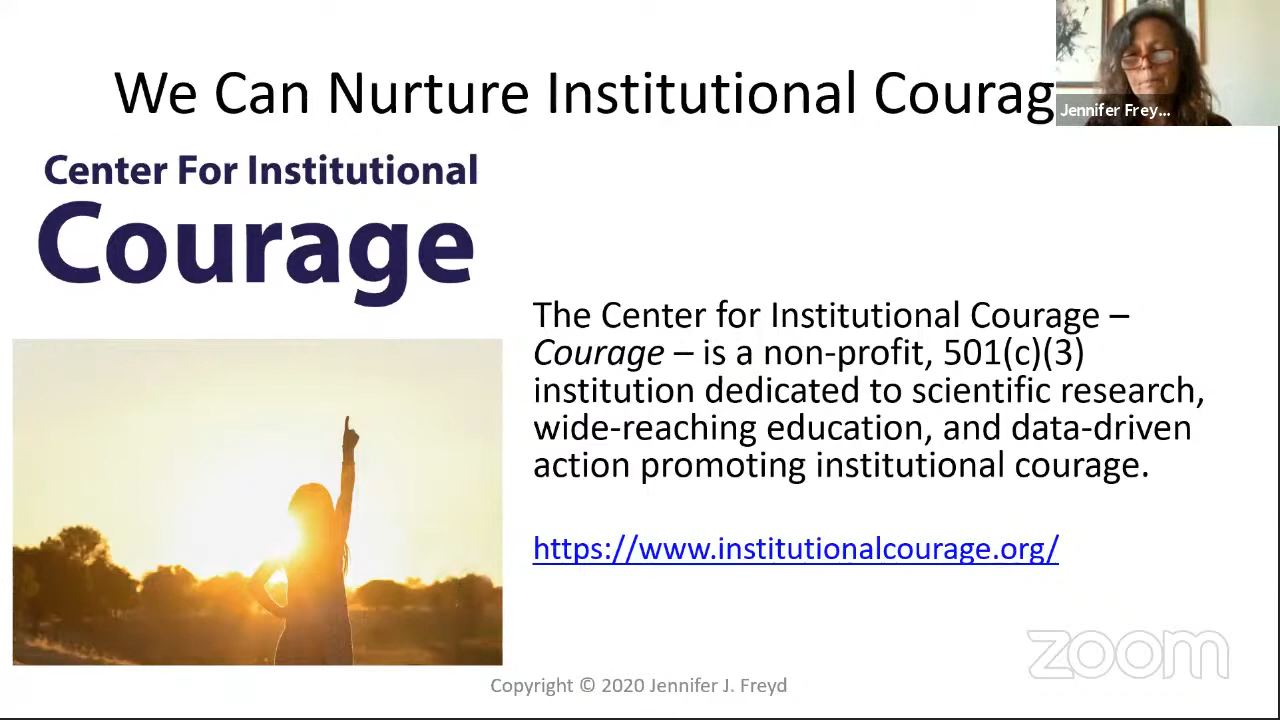 We Can Nurture Institutional Courag
Jennifer Frey...
Center For Institutional
Courage
The Center for Institutional Courage –
Courage – is a non-profit, 501(c)(3)
institution dedicated to scientific research,
wide-reaching education, and data-driven
action promoting institutional courage.
https://www.institutionalcourage.org/
zoom
Copyright © 2020 Jennifer J. Freyd